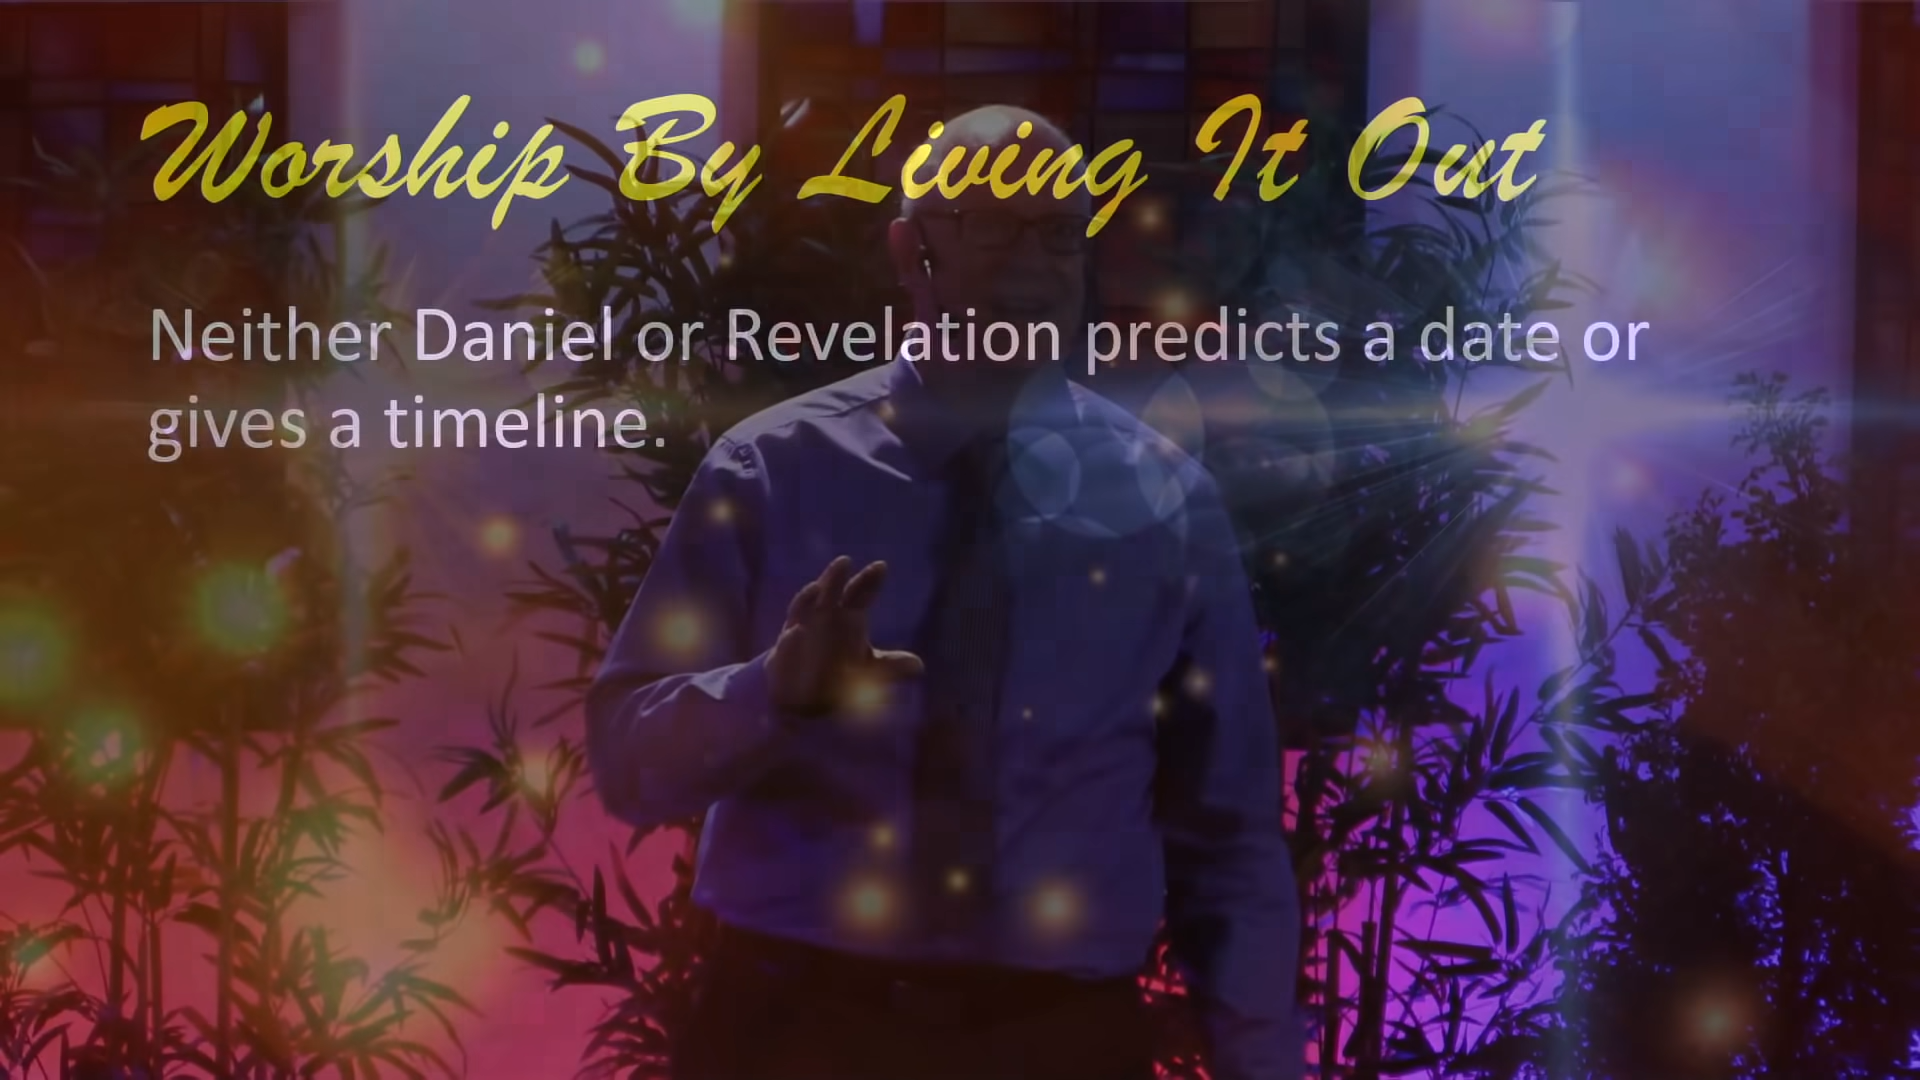 Worship By Living It Out
Neither Daniel or Revelation predicts a date or
gives a timeline.